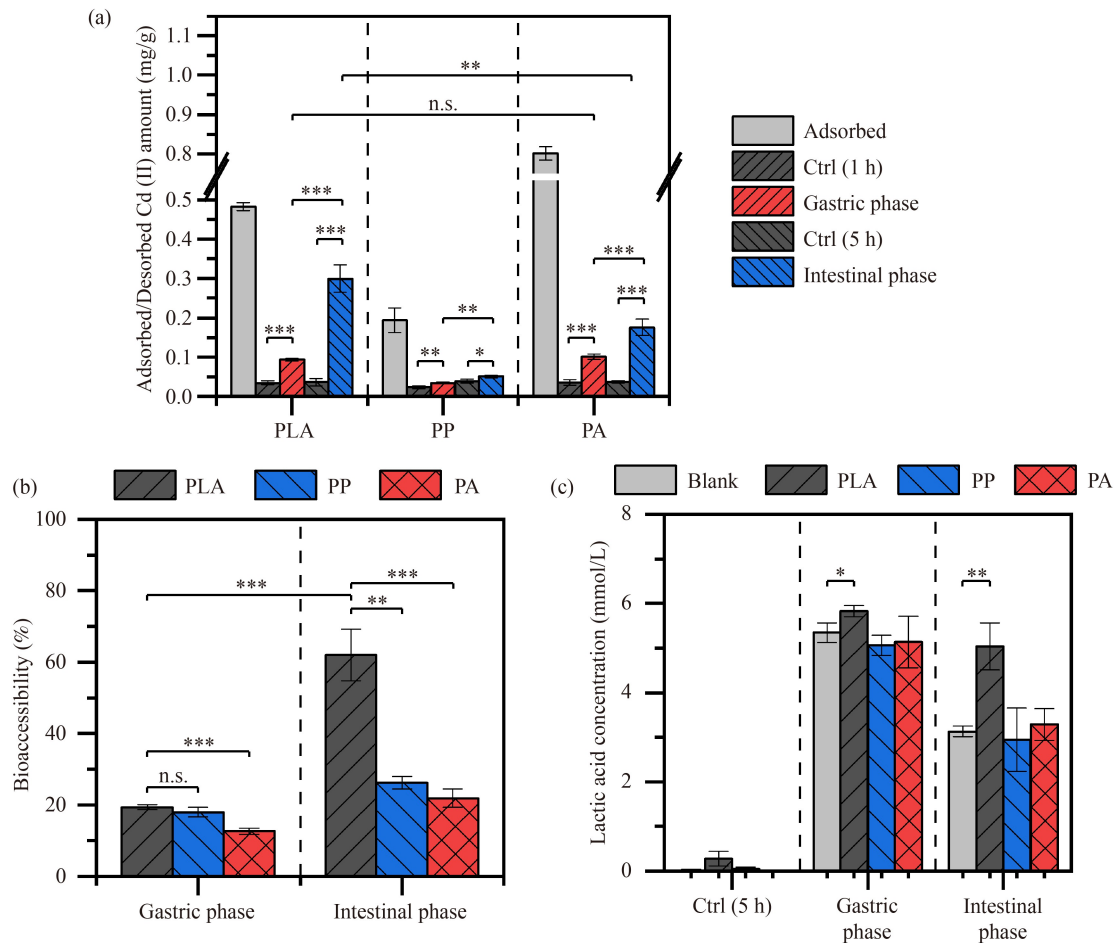 (a)
Adsorbed/Desorbed Cd (II) amount (mg/g)
1.1
1.0
0.9
0.8
0.5
0.4
0.3
0.2
0.1
0.0
**
n.s.
***
***
***
**
**
*
***
***
***
PLA
PP
PA
Adsorbed
Ctrl (1 h)
Gastric phase
Ctrl (5 h)
Intestinal phase
(b)
PLA
PP
PA
Bioaccessibility (%)
100
80
60
40
20
0
***
***
**
***
n.s.
Gastric phase
Intestinal phase
(c)
Blank
PLA
PP
PA
Lactic acid concentration (mmol/L)
8
6
4
2
0
*
**
Ctrl (5 h)
Gastric
phase
Intestinal
phase